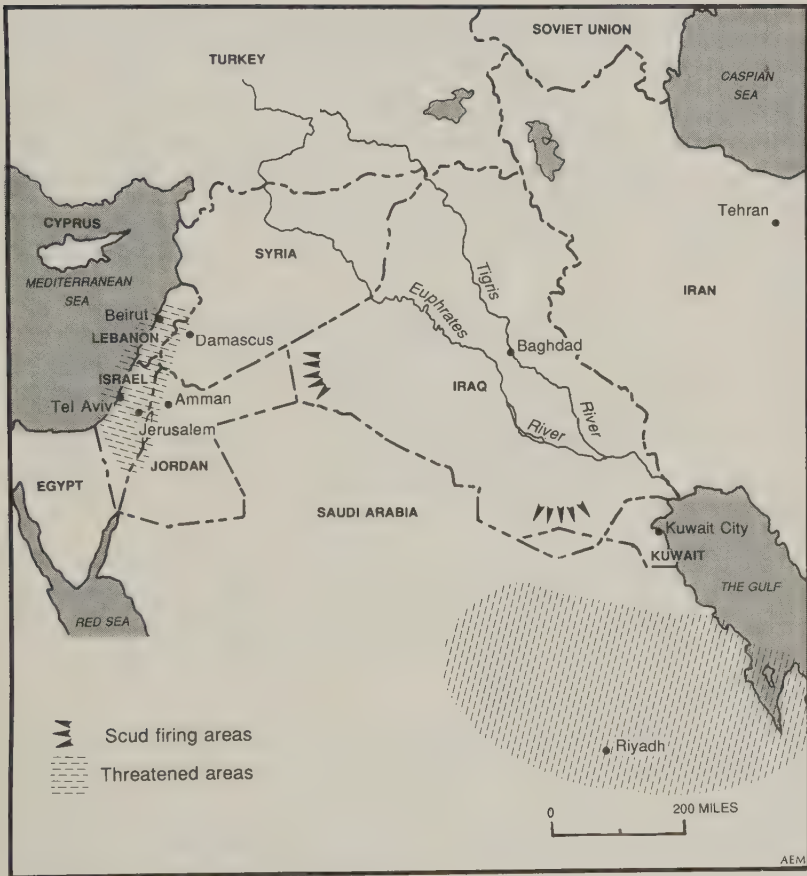 SOVIET UNION
TURKEY
CASPIAN
SEA
Tehran
CYPRUS
SYRIA
MEDITERRANEAN
SEA
IRAN
Tigris
Euphrates
Beirut
LEBANON
Damascus
Baghdad
ISRAEL
IRAQ
Tel Aviv
Amman
Jerusalem
River
River
JORDAN
EGYPT
SAUDI ARABIA
Kuwait City
KUWAIT
THE GULF
RED SEA
Scud firing areas
Riyadh
Threatened areas
0
200 MILES
AEM